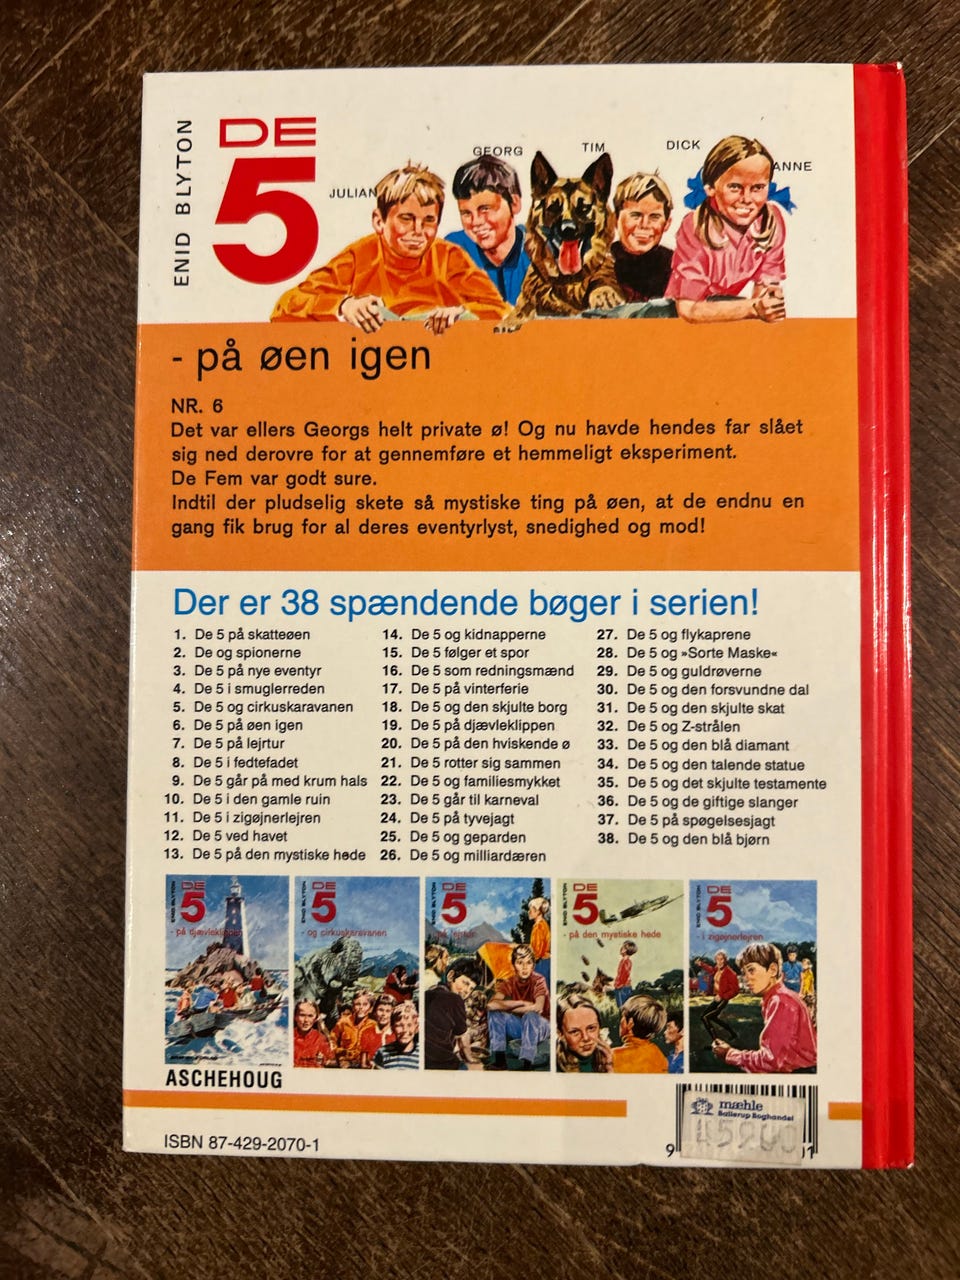 ENID BLYTON
DE
5
JULIAN
GEORG
TIM
DICK
ANNE
- på øen igen
NR. 6
Det var ellers Georgs helt private ø! Og nu havde hendes far slået
sig ned derovre for at gennemføre et hemmeligt eksperiment.
De Fem var godt sure.
Indtil der pludselig skete så mystiske ting på øen, at de endnu en
gang fik brug for al deres eventyrlyst, snedighed og mod!
Der er 38 spændende bøger i serien!
1. De 5 på skatteøen
2. De og spionerne
3. De 5 på nye eventyr
4. De 5 i smuglerreden
5. De 5 og cirkuskaravanen
6. De 5 på øen igen
7. De 5 på lejrtur
8. De 5 i fedtefadet
9. De 5 går på med krum hals
10. De 5 i den gamle ruin
11. De 5 i zigøjnerlejren
12. De 5 ved havet
13. De 5 på den mystiske hede
14. De 5 og kidnapperne
15. De 5 følger et spor
16. De 5 som redningsmænd
17. De 5 på vinterferie
18. De 5 og den skjulte borg
19. De 5 på djævleklippen
20. De 5 på den hviskende ø
21. De 5 rotter sig sammen
22. De 5 og familiesmykket
23. De 5 går til karneval
24. De 5 på tyvejagt
25. De 5 og geparden
26. De 5 og milliardæren
27. De 5 og flykaprene
28. De 5 og »Sorte Maske«
29. De 5 og guldrøverne
30. De 5 og den forsvundne dal
31. De 5 og den skjulte skat
32. De 5 og Z-strålen
33. De 5 og den blå diamant
34. De 5 og den talende statue
35. De 5 og det skjulte testamente
36. De 5 og de giftige slanger
37. De 5 på spøgelsesjagt
38. De 5 og den blå bjørn
ENID BLYTON
DE
5
- på djævleklippen
ENID BLYTON
DE
5
- og cirkuskaravanen
ENID BLYTON
DE
5
- på lejrtur
ENID BLYTON
DE
5
- på den mystiske hede
ENID BLYTON
DE
5
- i zigøjnerlejren
ASCHEHOUG
mæhle
Ballerup Boghandel
ISBN 87-429-2070-1
9
01